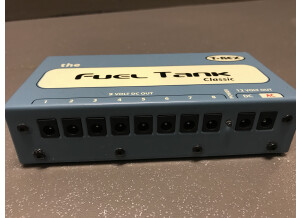 T-REX
the
FUEL TANK
Classic
9 VOLT DC OUT
12 VOLT OUT
1 2 3 4 5 6 7 8
DC AC